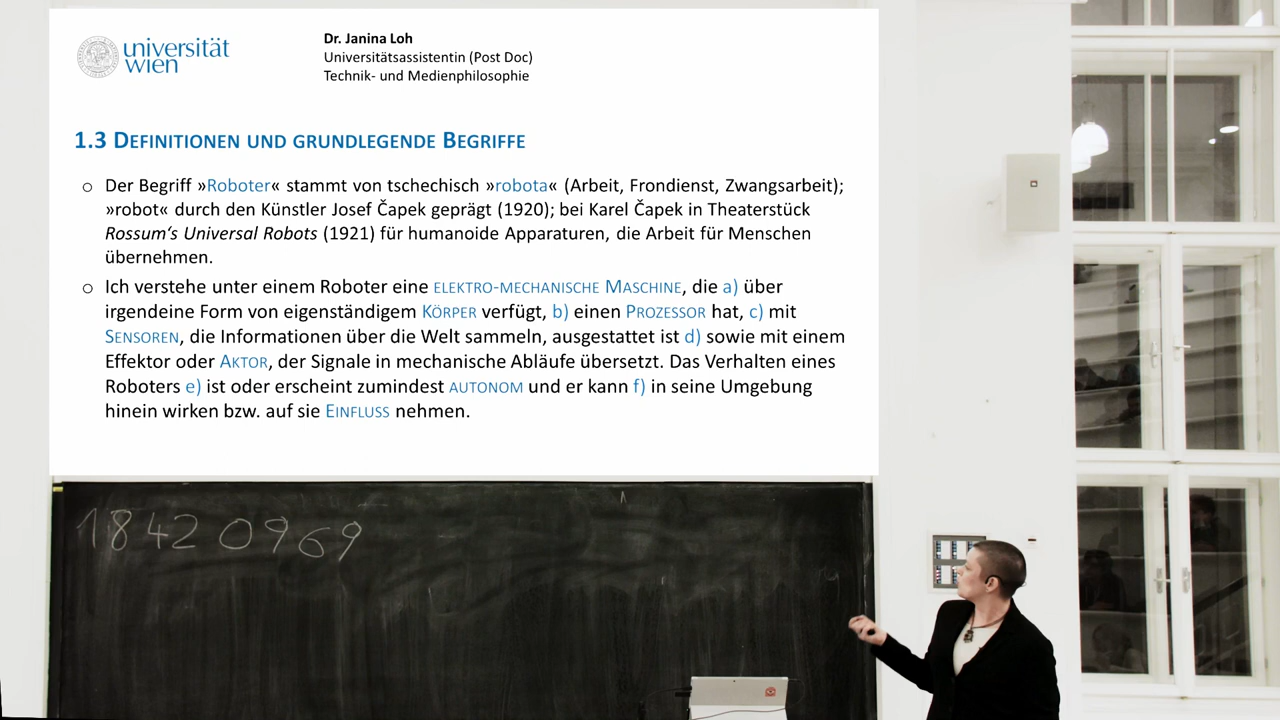 universität
wien
Dr. Janina Loh
Universitätsassistentin (Post Doc)
Technik- und Medienphilosophie
1.3 DEFINITIONEN UND GRUNDLEGENDE BEGRIFFE
o Der Begriff »Roboter« stammt von tschechisch »robota« (Arbeit, Frondienst, Zwangsarbeit);
»robot« durch den Künstler Josef Čapek geprägt (1920); bei Karel Čapek in Theaterstück
Rossum‘s Universal Robots (1921) für humanoide Apparaturen, die Arbeit für Menschen
übernehmen.
o Ich verstehe unter einem Roboter eine ELEKTRO-MECHANISCHE MASCHINE, die a) über
irgendeine Form von eigenständigem KÖRPER verfügt, b) einen PROZESSOR hat, c) mit
SENSOREN, die Informationen über die Welt sammeln, ausgestattet ist d) sowie mit einem
Effektor oder AKTOR, der Signale in mechanische Abläufe übersetzt. Das Verhalten eines
Roboters e) ist oder erscheint zumindest AUTONOM und er kann f) in seine Umgebung
hinein wirken bzw. auf sie EINFLUSS nehmen.
18420969